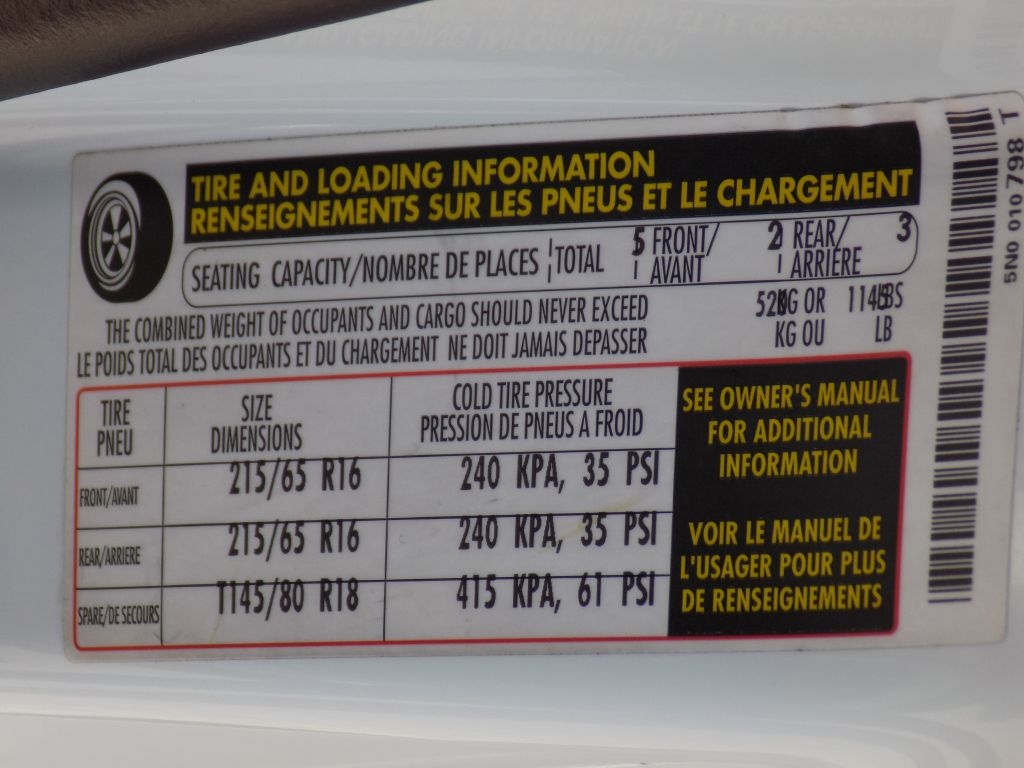 TIRE AND LOADING INFORMATION
RENSEIGNEMENTS SUR LES PNEUS ET LE CHARGEMENT
SEATING CAPACITY/NOMBRE DE PLACES TOTAL 5 FRONT/ 2 REAR/ 3
AVANT ARRIÈRE
THE COMBINED WEIGHT OF OCCUPANTS AND CARGO SHOULD NEVER EXCEED KG OR
LE POIDS TOTAL DES OCCUPANTS ET DU CHARGEMENT NE DOIT JAMAIS DEPASSER KG OU LB
TIRE SIZE COLD TIRE PRESSURE
PNEU DIMENSIONS PRESSION DE PNEUS A FROID
FRONT/AVANT 215/65 R16 240 KPA, 35 PSI
REAR/ARRIERE 215/65 R16 240 KPA, 35 PSI
SPARE/DE SECOURS T145/80 R18 415 KPA, 61 PSI
SEE OWNER'S MANUAL
FOR ADDITIONAL
INFORMATION
VOIR LE MANUEL DE
L'USAGER POUR PLUS
DE RENSEIGNEMENTS
5N0 010 798 T